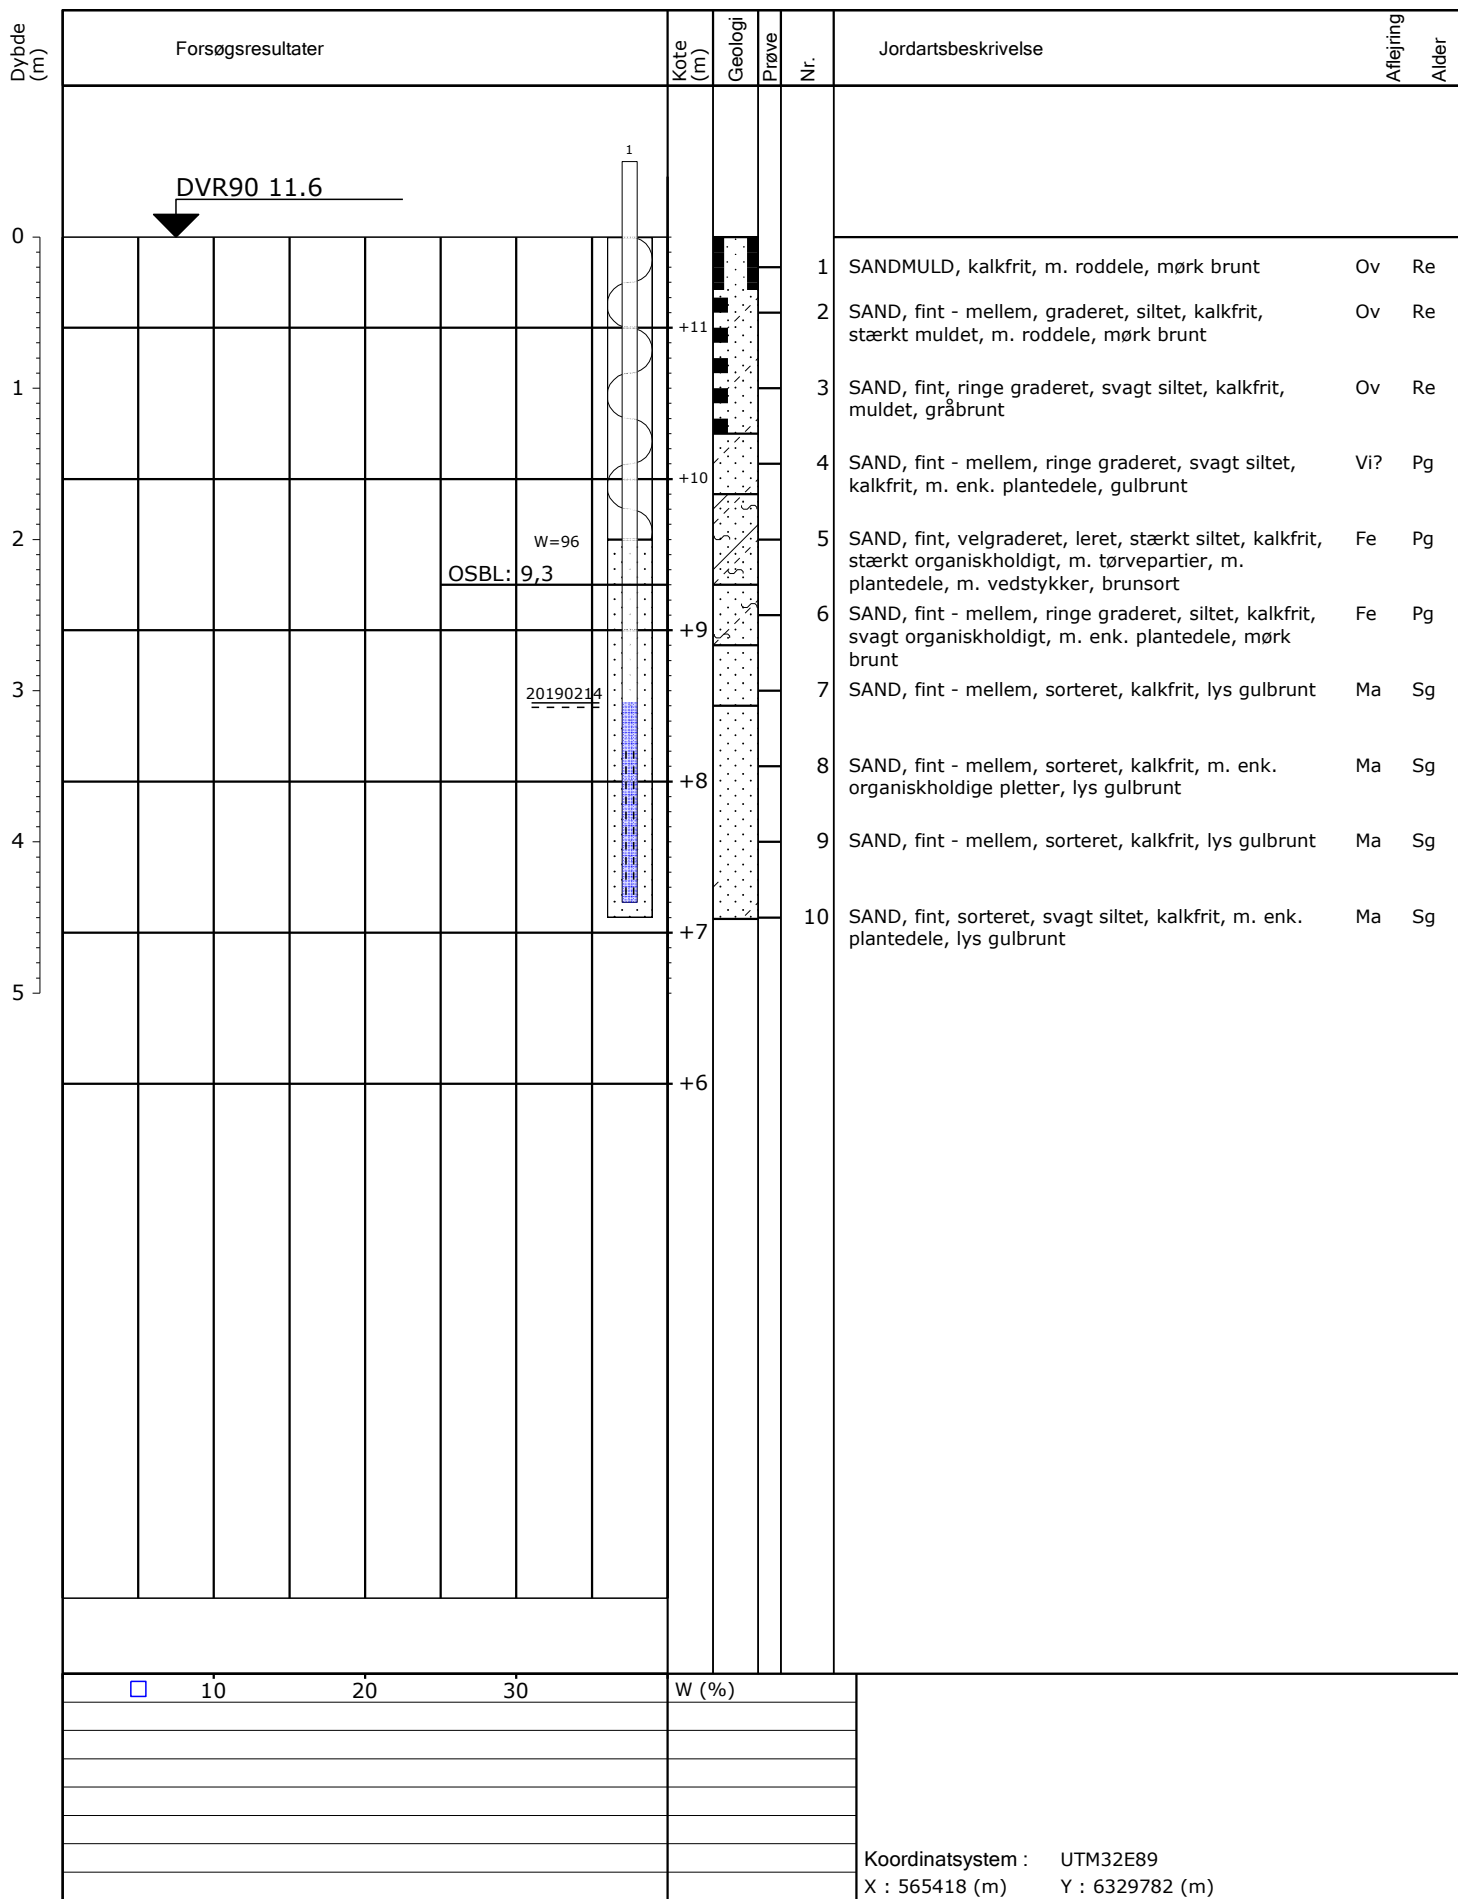 Dybde
(m)
Forsøgsresultater
Kote
(m)
Geologi
Prøve
Nr.
Jordartsbeskrivelse
Aflejring
Alder
1
DVR90 11.6
0
1 SANDMULD, kalkfrit, m. roddele, mørk brunt Ov Re
2 SAND, fint - mellem, graderet, siltet, kalkfrit, Ov Re
stærkt muldet, m. roddele, mørk brunt
+11
1
3 SAND, fint, ringe graderet, svagt siltet, kalkfrit, Ov Re
muldet, gråbrunt
4 SAND, fint - mellem, ringe graderet, svagt siltet, Vi? Pg
kalkfrit, m. enk. plantedele, gulbrunt
+10
2
W=96
5 SAND, fint, velgraderet, leret, stærkt siltet, kalkfrit, Fe Pg
stærkt organiskholdigt, m. tørvepartier, m.
plantedele, m. vedstykker, brunsort
OSBL: 9,3
6 SAND, fint - mellem, ringe graderet, siltet, kalkfrit, Fe Pg
svagt organiskholdigt, m. enk. plantedele, mørk
brunt
+9
3
20190214
7 SAND, fint - mellem, sorteret, kalkfrit, lys gulbrunt Ma Sg
8 SAND, fint - mellem, sorteret, kalkfrit, m. enk. Ma Sg
organiskholdige pletter, lys gulbrunt
+8
4
9 SAND, fint - mellem, sorteret, kalkfrit, lys gulbrunt Ma Sg
10 SAND, fint, sorteret, svagt siltet, kalkfrit, m. enk. Ma Sg
plantedele, lys gulbrunt
+7
5
+6
10 20 30 W (%)
Koordinatsystem : UTM32E89
X : 565418 (m) Y : 6329782 (m)